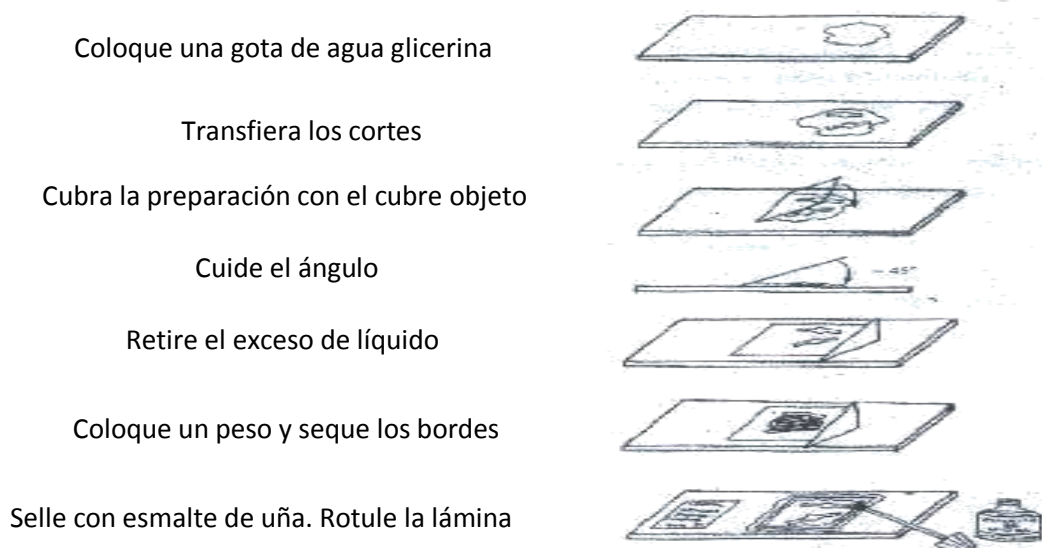 Coloque una gota de agua glicerina
Transfiera los cortes
Cubra la preparación con el cubre objeto
Cuide el ángulo
45°
Retire el exceso de líquido
Coloque un peso y seque los bordes
Selle con esmalte de uña. Rotule la lámina